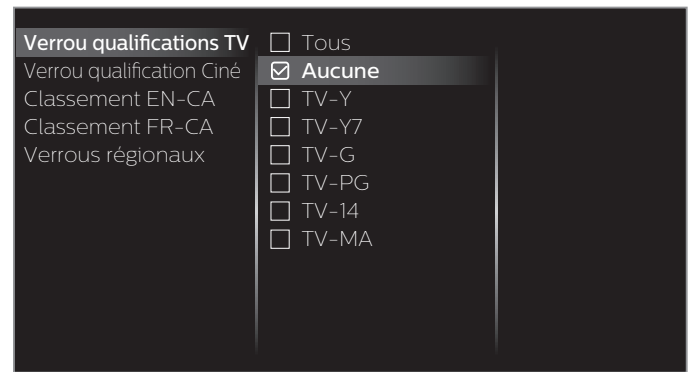 Verrou qualifications TV
Verrou qualification Ciné
Classement EN-CA
Classement FR-CA
Verrous régionaux
Tous
Aucune
TV-Y
TV-Y7
TV-G
TV-PG
TV-14
TV-MA